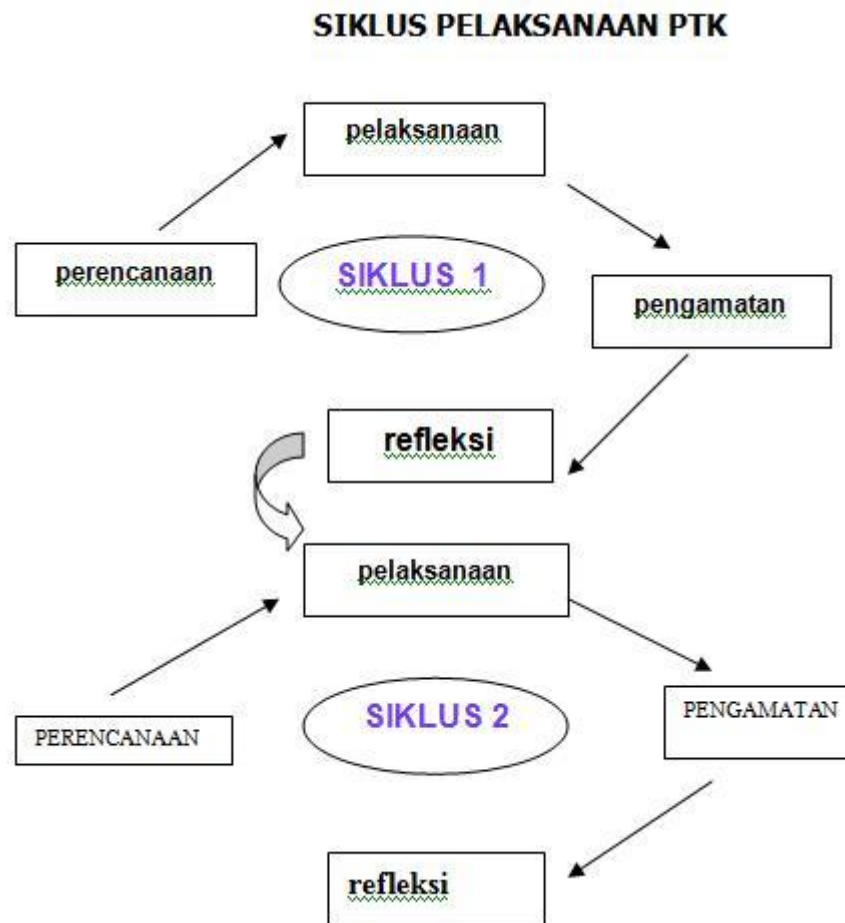 SIKLUS PELAKSANAAN PTK
pelaksanaan
perencanaan
SIKLUS 1
pengamatan
refleksi
pelaksanaan
SIKLUS 2
PENGAMATAN
PERENCANAAN
refleksi